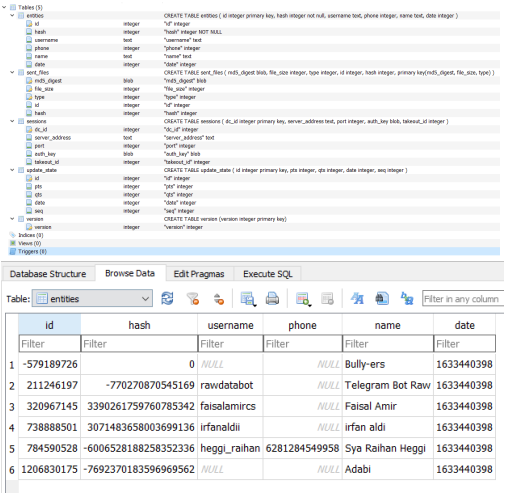 Tables (5)
entities CREATE TABLE entities ( id integer primary key, hash integer not null, username text, phone integer, name text, date integer )
id integer "id" integer
hash integer "hash" integer NOT NULL
username text "username" text
phone integer "phone" integer
name text "name" text
date integer "date" integer
sent_files CREATE TABLE sent_files ( md5_digest blob, file_size integer, type integer, id integer, hash integer, primary key(md5_digest, file_size, type) )
md5_digest blob "md5_digest" blob
file_size integer "file_size" integer
type integer "type" integer
id integer "id" integer
hash integer "hash" integer
sessions CREATE TABLE sessions ( dc_id integer primary key, server_address text, port integer, auth_key blob, takeout_id integer )
dc_id integer "dc_id" integer
server_address text "server_address" text
port integer "port" integer
auth_key blob "auth_key" blob
takeout_id integer "takeout_id" integer
update_state CREATE TABLE update_state ( id integer primary key, pts integer, qts integer, date integer, seq integer )
id integer "id" integer
pts integer "pts" integer
qts integer "qts" integer
date integer "date" integer
seq integer "seq" integer
version CREATE TABLE version (version integer primary key)
version integer "version" integer
Indices (0)
Views (0)
Triggers (0)
Database Structure Browse Data Edit Pragmas Execute SQL
Table: entities Filter in any column
id hash username phone name date
Filter Filter Filter Filter Filter Filter
1 -579189726 0 NULL NULL Bully-ers 1633440398
2 211246197 -770270870545169 rawdatabot NULL Telegram Bot Raw 1633440398
3 320967145 3390261759760785342 faisalamircs NULL Faisal Amir 1633440398
4 738888501 3071483658003699136 irfanaldii NULL irfan aldi 1633440398
5 784590528 -6006528188258352336 heggi_raihan 6281284549958 Sya Raihan Heggi 1633440398
6 1206830175 -7692370183596969562 NULL NULL Adabi 1633440398